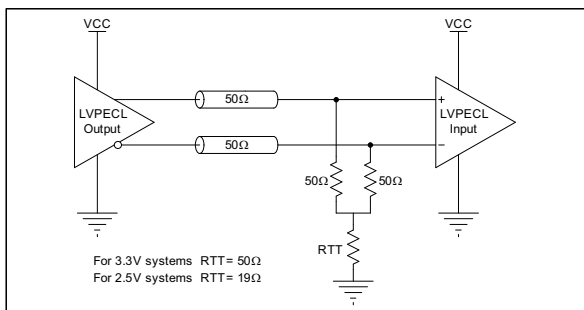 VCC
VCC
LVPECL
Output
50Ω
50Ω
+
LVPECL
Input
−
50Ω
50Ω
RTT
For 3.3V systems RTT= 50Ω
For 2.5V systems RTT= 19Ω